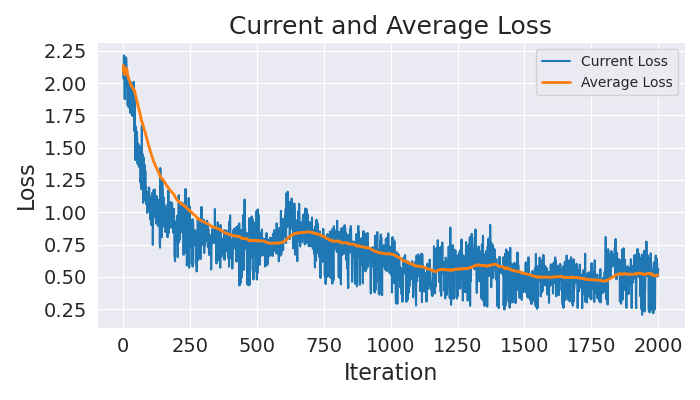 Current and Average Loss
Current Loss
Average Loss
Loss
2.25
2.00
1.75
1.50
1.25
1.00
0.75
0.50
0.25
0 250 500 750 1000 1250 1500 1750 2000
Iteration